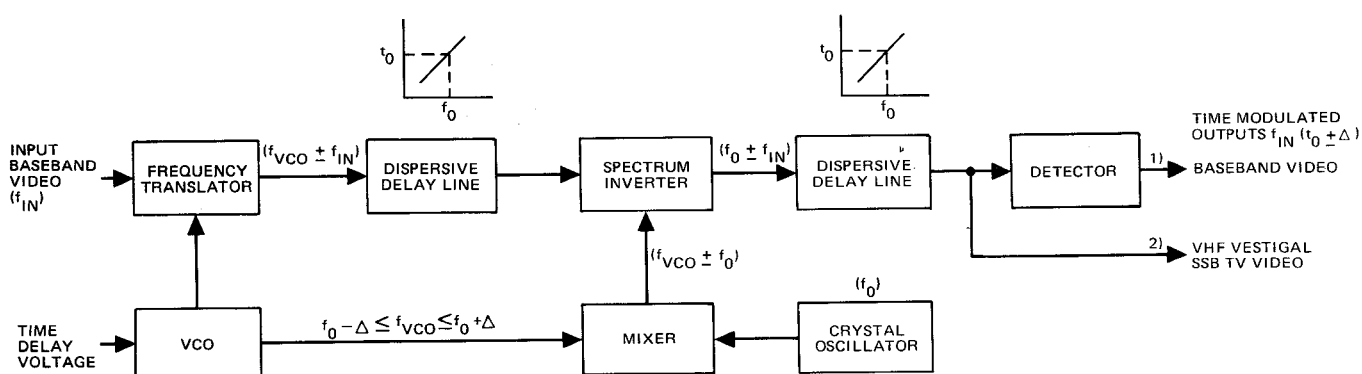 t0
f0
t0
f0
INPUT
BASEBAND
VIDEO
(fIN)
FREQUENCY
TRANSLATOR
(fVCO ± fIN)
DISPERSIVE
DELAY LINE
SPECTRUM
INVERTER
(f0 ± fIN)
DISPERSIVE
DELAY LINE
DETECTOR
TIME MODULATED
OUTPUTS fIN (t0 ± Δ)
1)
BASEBAND VIDEO
2)
VHF VESTIGAL
SSB TV VIDEO
(fVCO ± f0)
(f0)
TIME
DELAY
VOLTAGE
VCO
f0 – Δ ≤ fVCO ≤ f0 + Δ
MIXER
CRYSTAL
OSCILLATOR